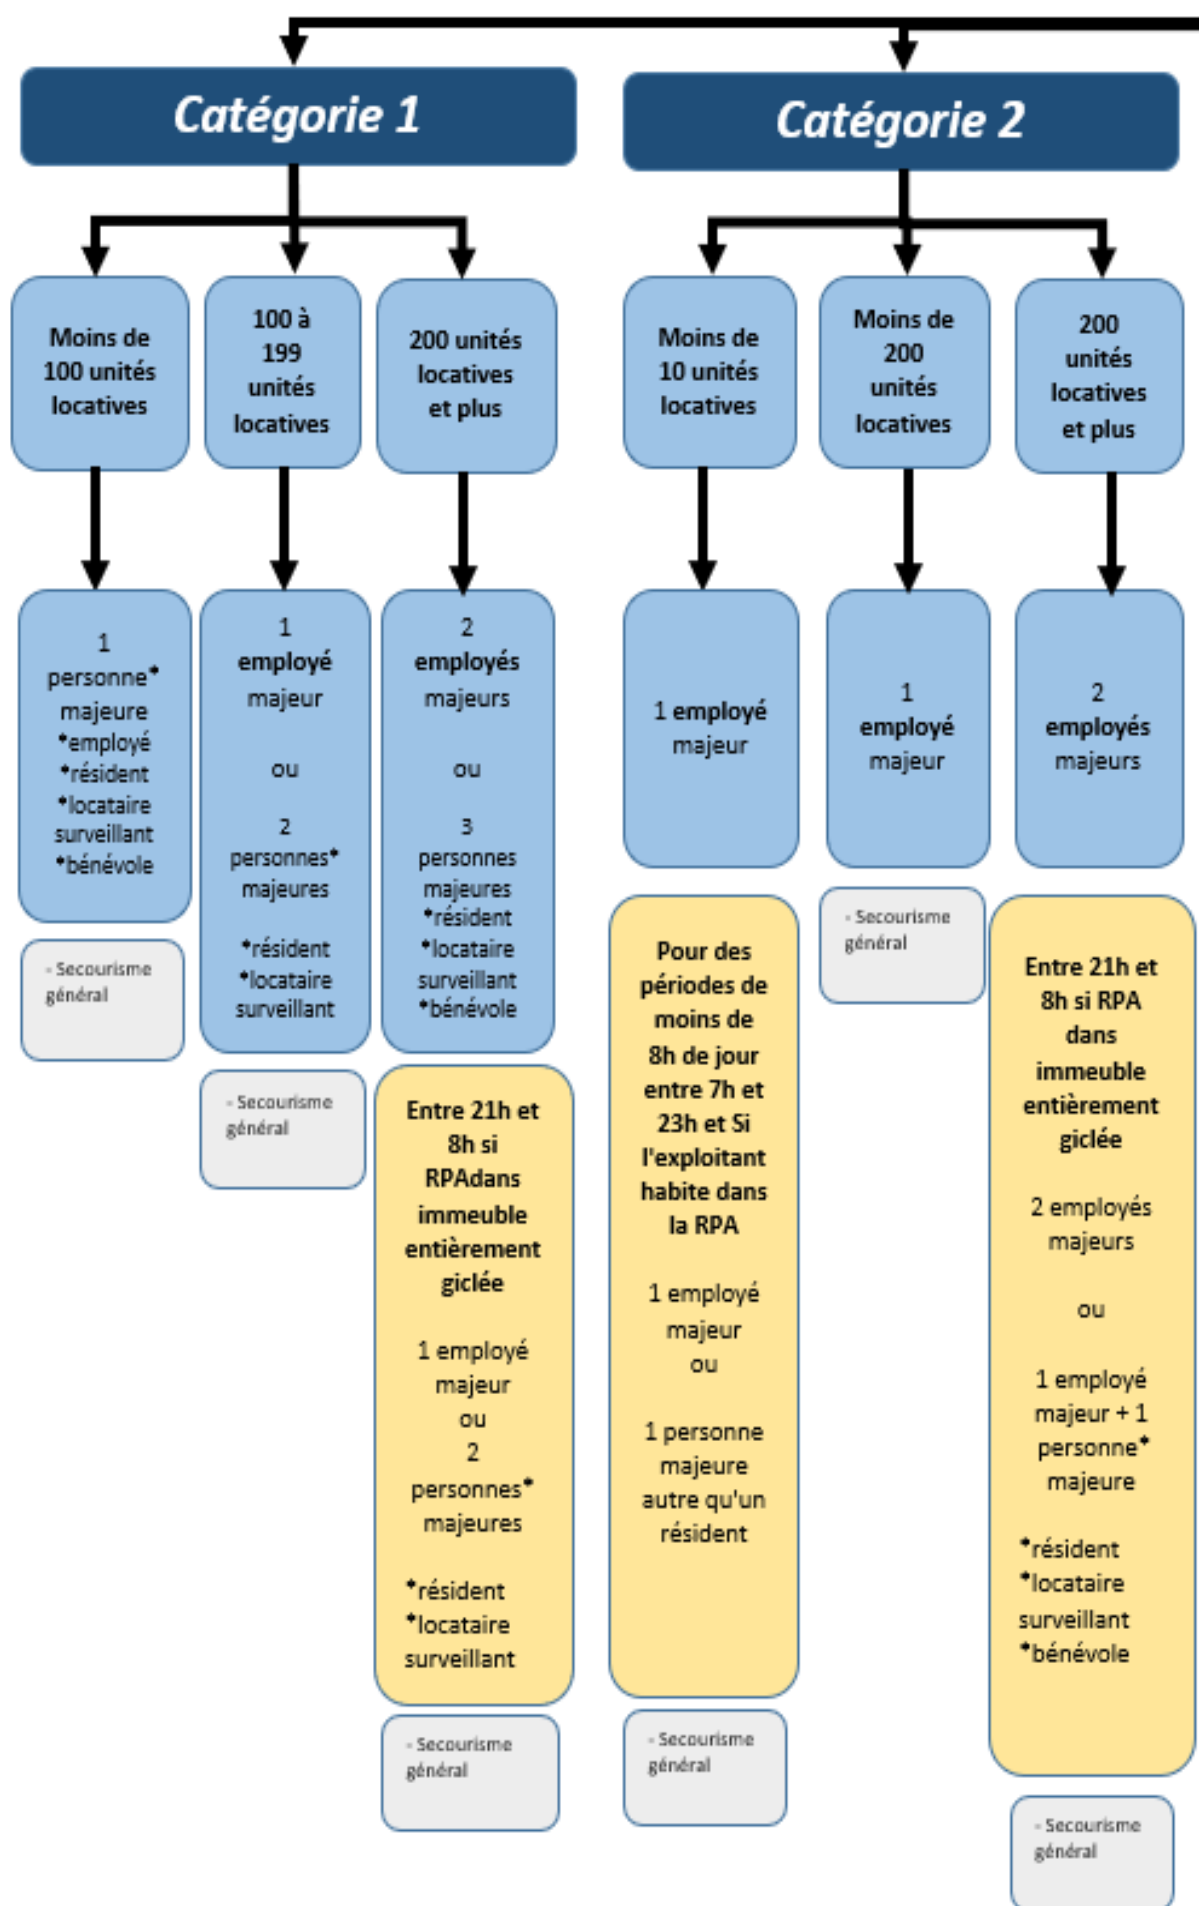 Catégorie 1
Moins de
100 unités
locatives
1
personne*
majeure
*employé
*résident
*locataire
surveillant
*bénévole
- Secourisme
général
100 à
199
unités
locatives
1
employé
majeur
ou
2
personnes*
majeures
*résident
*locataire
surveillant
- Secourisme
général
200 unités
locatives
et plus
2
employés
majeurs
ou
3
personnes
majeures
*résident
*locataire
surveillant
*bénévole
Entre 21h et
8h si
RPAdans
immeuble
entièrement
giclée
1 employé
majeur
ou
2
personnes*
majeures
*résident
*locataire
surveillant
- Secourisme
général
Catégorie 2
Moins de
10 unités
locatives
1 employé
majeur
Pour des
périodes de
moins de
8h de jour
entre 7h et
23h et Si
l'exploitant
habite dans
la RPA
1 employé
majeur
ou
1 personne
majeure
autre qu'un
résident
- Secourisme
général
Moins de
200
unités
locatives
1
employé
majeur
- Secourisme
général
200
unités
locatives
et plus
2
employés
majeurs
Entre 21h et
8h si RPA
dans
immeuble
entièrement
giclée
2 employés
majeurs
ou
1 employé
majeur + 1
personne*
majeure
*résident
*locataire
surveillant
*bénévole
- Secourisme
général